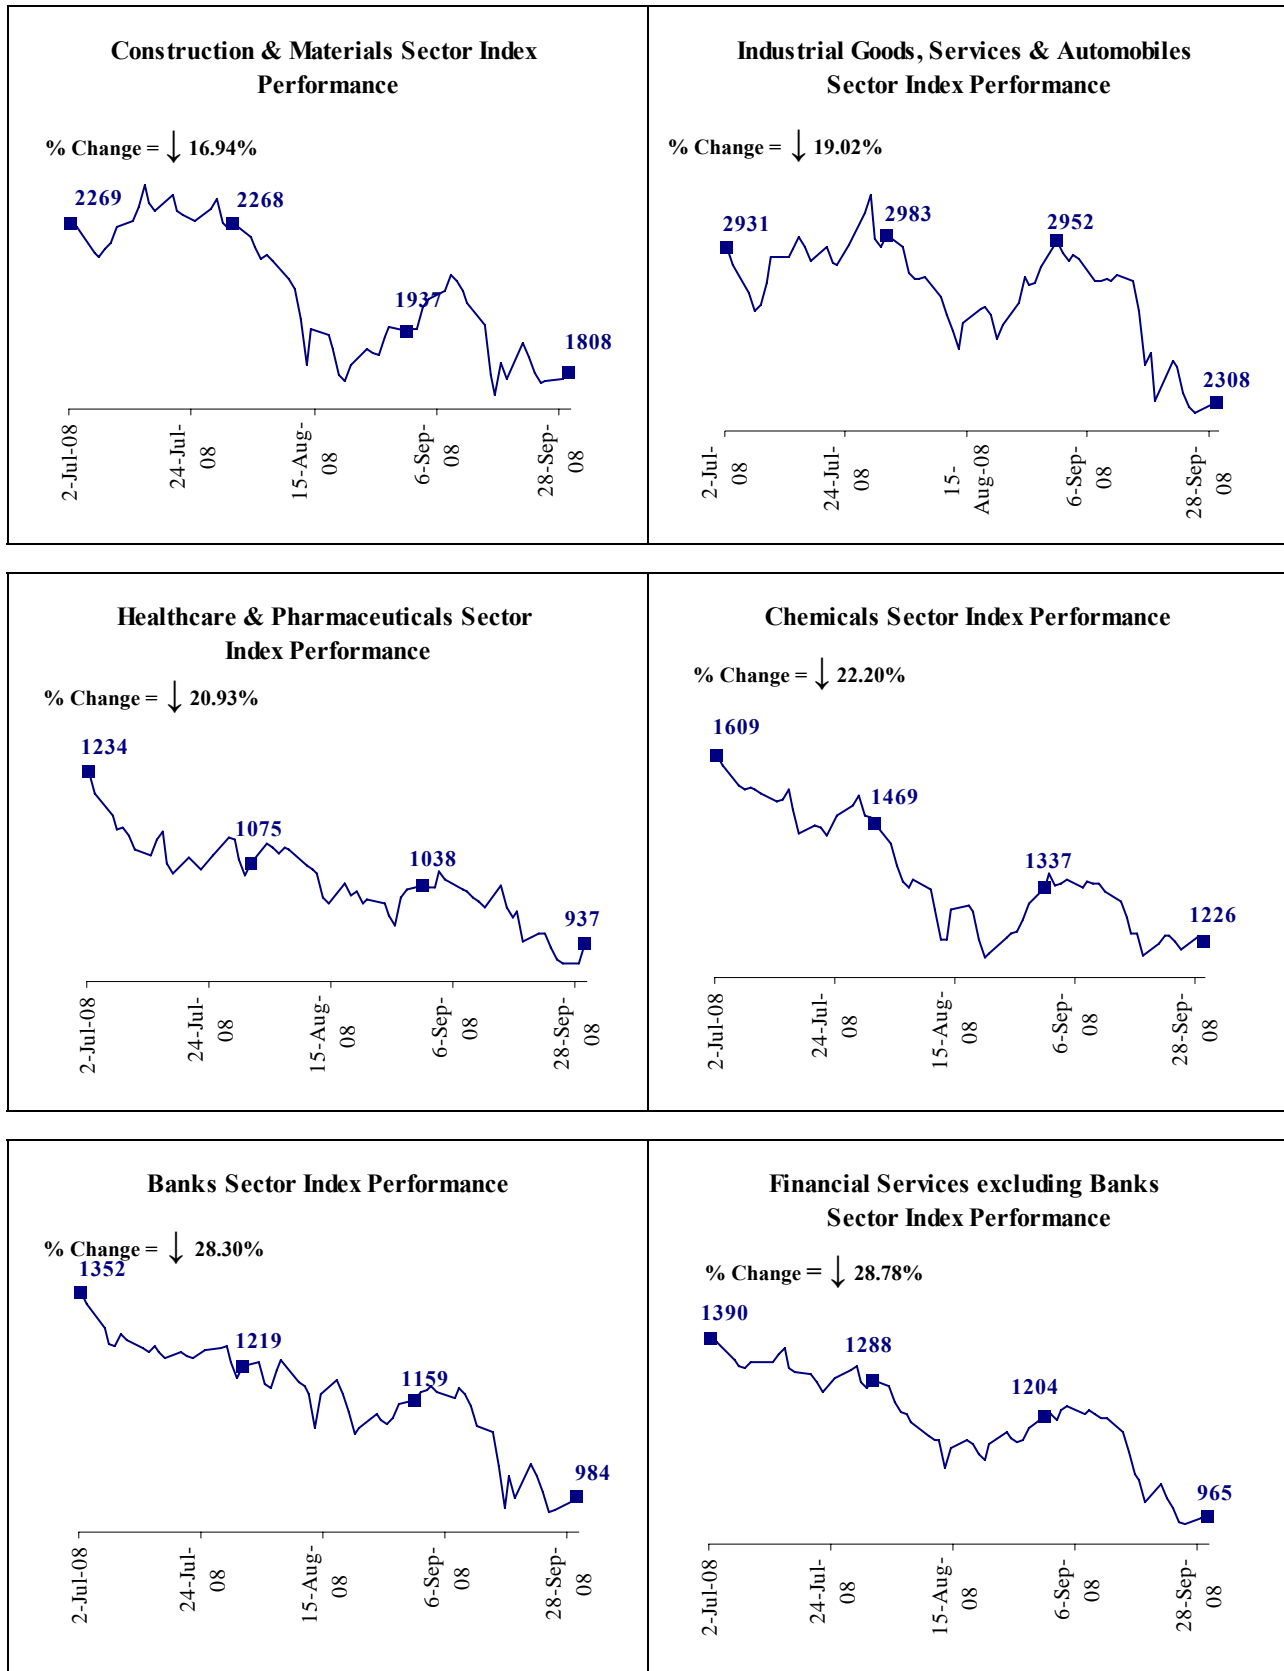 Construction & Materials Sector Index
Performance
% Change = ↓ 16.94%
2269
2268
1937
1808
2-Jul-08
24-Jul-
08
15-Aug-
08
6-Sep-
08
28-Sep-
08
Industrial Goods, Services & Automobiles
Sector Index Performance
% Change = ↓ 19.02%
2931
2983
2952
2308
2-Jul-
08
24-Jul-
08
15-
Aug-08
6-Sep-
08
28-Sep-
08
Healthcare & Pharmaceuticals Sector
Index Performance
% Change = ↓ 20.93%
1234
1075
1038
937
2-Jul-08
24-Jul-
08
15-Aug-
08
6-Sep-
08
28-Sep-
08
Chemicals Sector Index Performance
% Change = ↓ 22.20%
1609
1469
1337
1226
2-Jul-08
24-Jul-
08
15-Aug-
08
6-Sep-
08
28-Sep-
08
Banks Sector Index Performance
% Change = ↓ 28.30%
1352
1219
1159
984
2-Jul-08
24-Jul-
08
15-Aug-
08
6-Sep-
08
28-Sep-
08
Financial Services excluding Banks
Sector Index Performance
% Change = ↓ 28.78%
1390
1288
1204
965
2-Jul-08
24-Jul-
08
15-Aug-
08
6-Sep-
08
28-Sep-
08